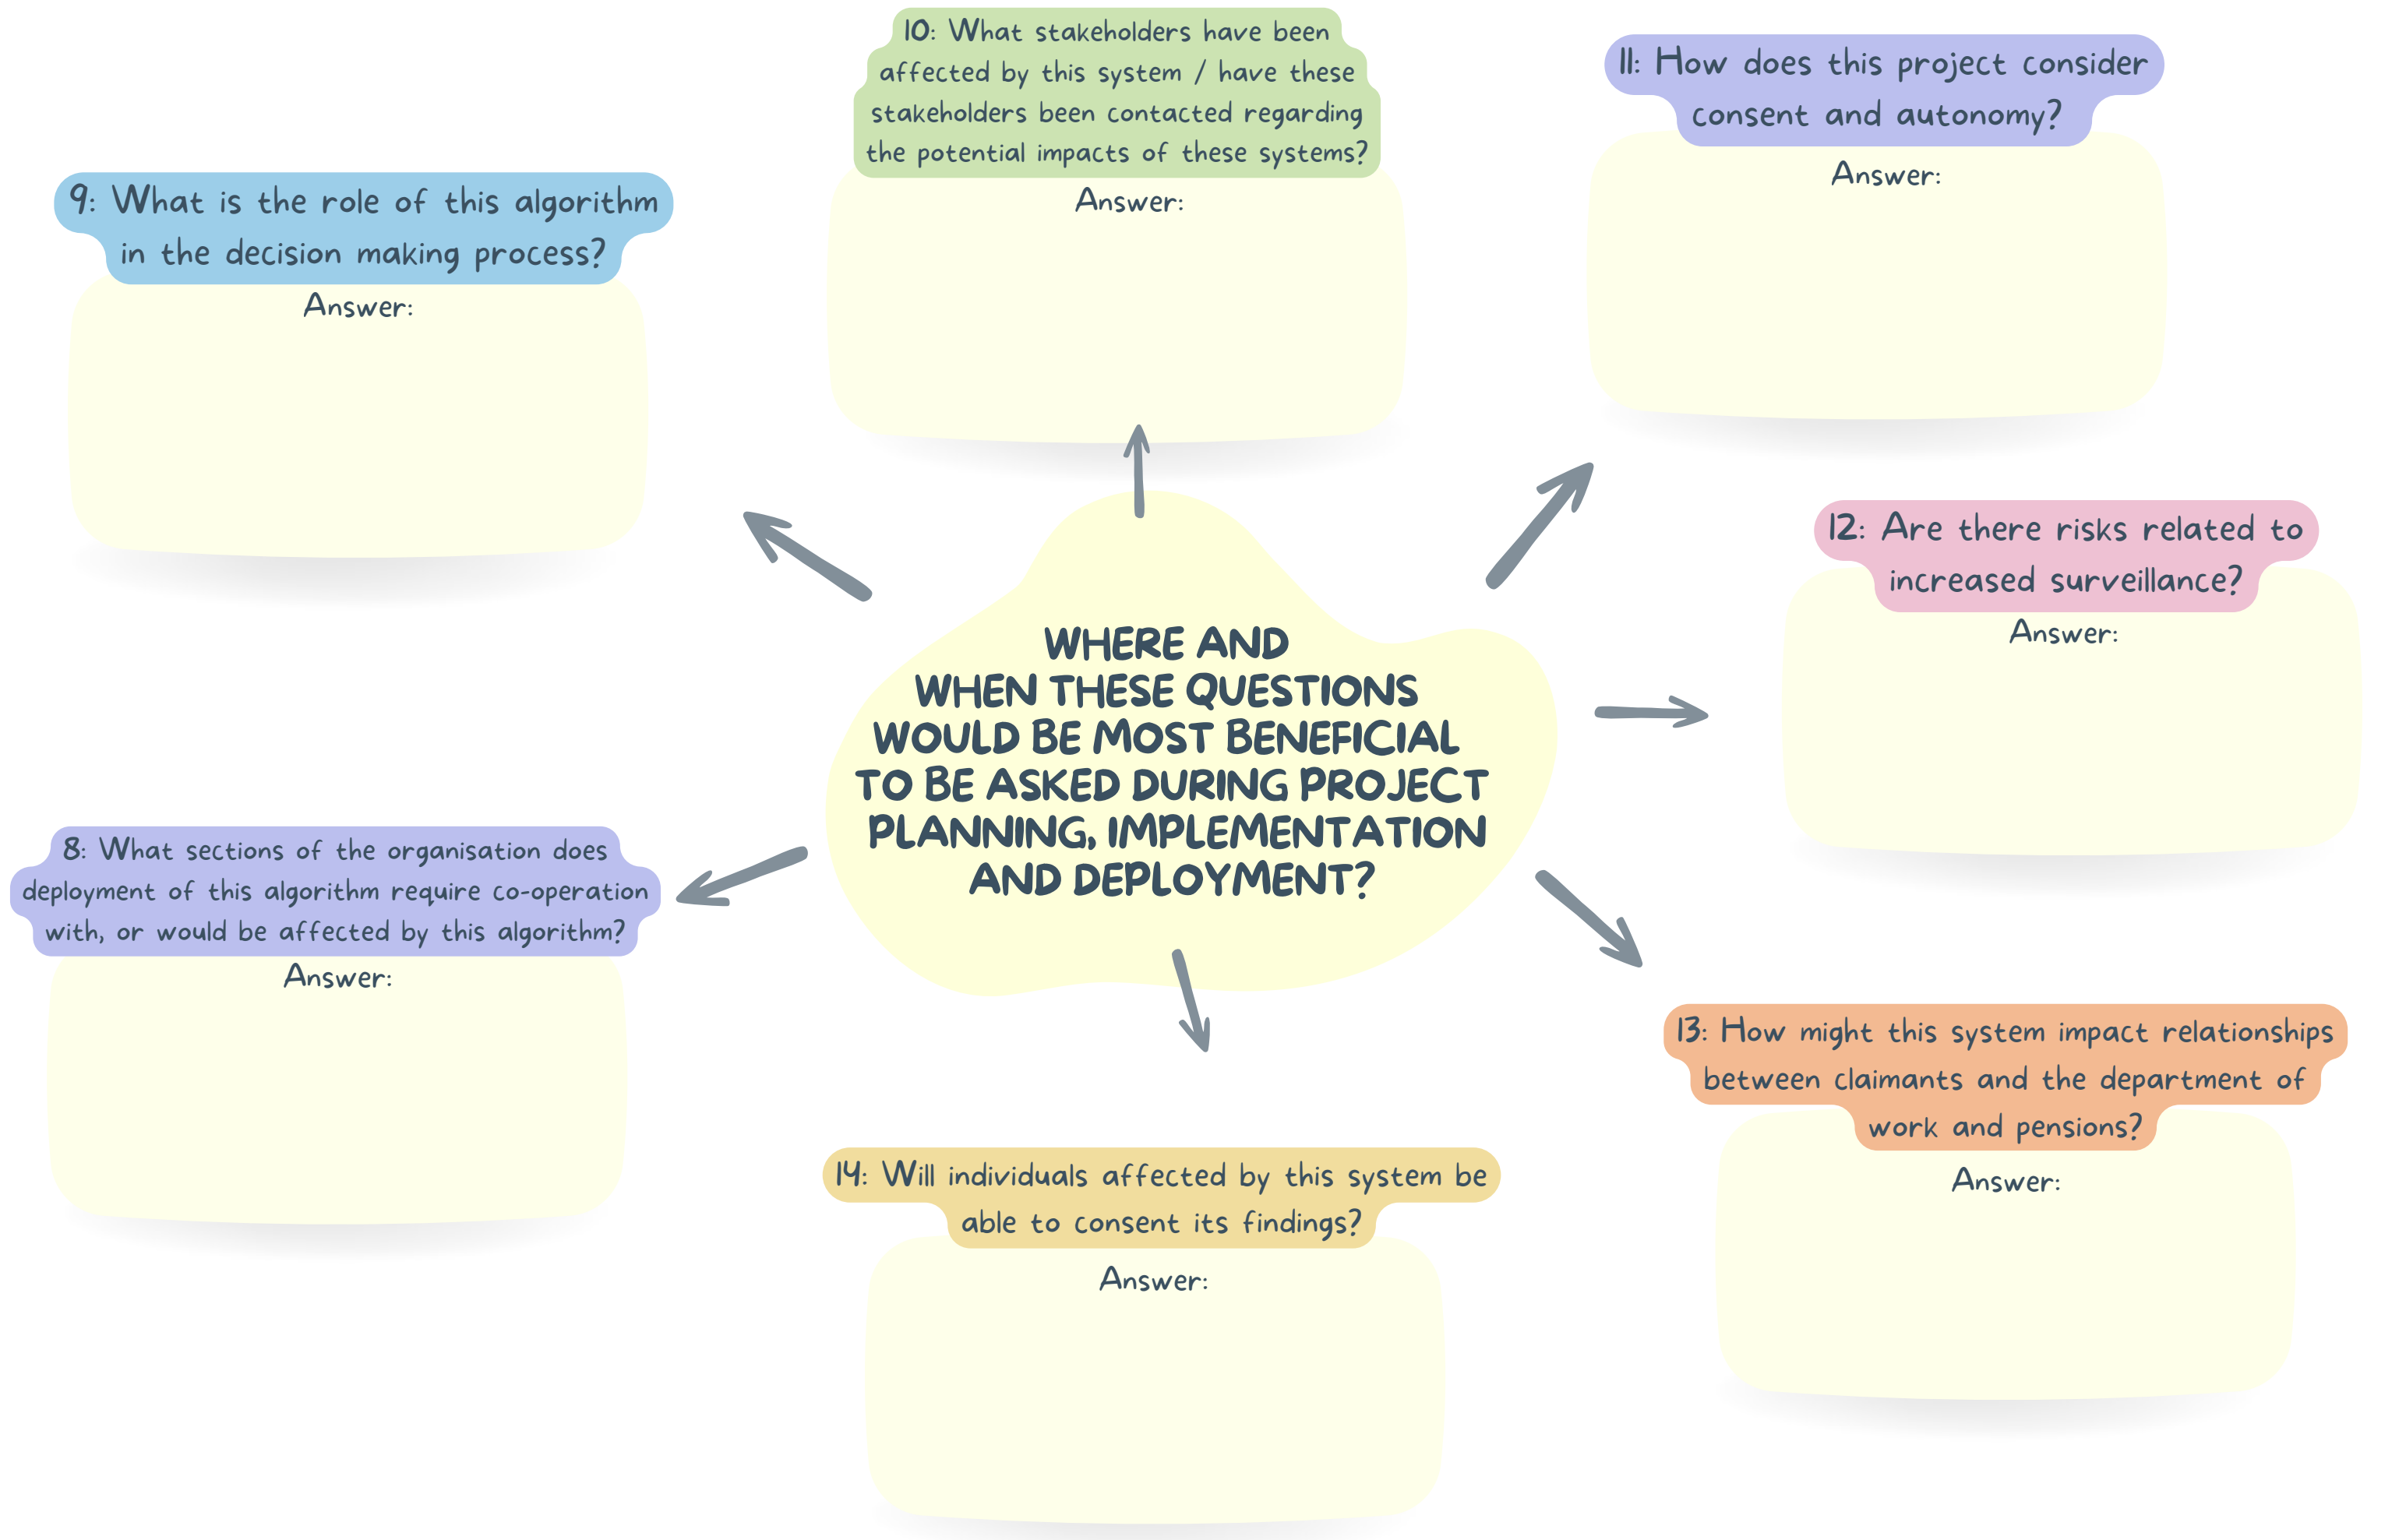 10: What stakeholders have been
affected by this system / have these
stakeholders been contacted regarding
the potential impacts of these systems?
Answer:
11: How does this project consider
consent and autonomy?
Answer:
9: What is the role of this algorithm
in the decision making process?
Answer:
12: Are there risks related to
increased surveillance?
Answer:
WHERE AND
WHEN THESE QUESTIONS
WOULD BE MOST BENEFICIAL
TO BE ASKED DURING PROJECT
PLANNING, IMPLEMENTATION
AND DEPLOYMENT?
8: What sections of the organisation does
deployment of this algorithm require co-operation
with, or would be affected by this algorithm?
Answer:
13: How might this system impact relationships
between claimants and the department of
work and pensions?
Answer:
14: Will individuals affected by this system be
able to consent its findings?
Answer: